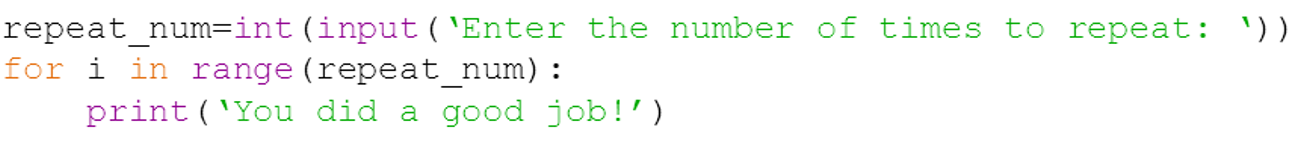 repeat_num=int(input(‛Enter the number of times to repeat: ‛))
for i in range(repeat_num):
    print(‛You did a good job!’)